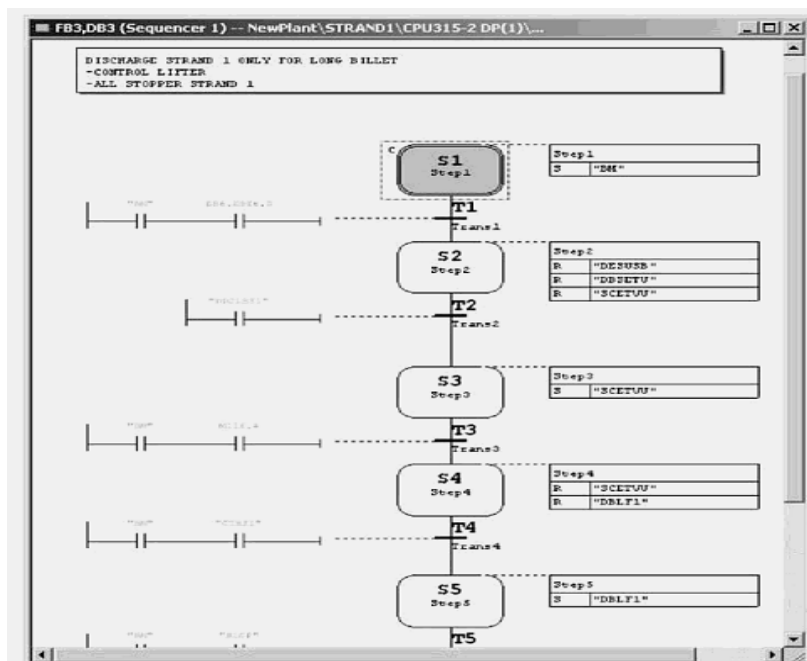 FB3,DB3 (Sequencer 1) -- NewPlant\STRAND1\CPU315-2 DP(1)\...
DISCHARGE STRAND 1 ONLY FOR LONG BILLET
-CONTROL LIFTER
-ALL STOPPER STRAND 1
C
S1
Step1
Step1
S
T1
Trans1
S2
Step2
Step2
R "DESUSB"
R "DBSETU"
R "SCETUU"
T2
Trans2
S3
Step3
Step3
S "SCETUU"
T3
Trans3
S4
Step4
Step4
R "SCETUU"
R "DBLF1"
T4
Trans4
S5
Step5
Step5
S "DBLF1"
T5